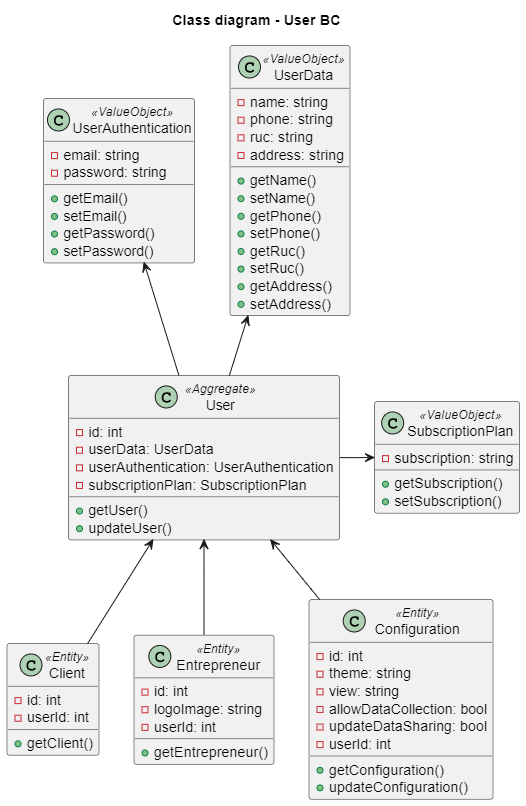 Class diagram - User BC
C
«ValueObject»
UserData
name: string
phone: string
ruc: string
address: string
getName()
setName()
getPhone()
setPhone()
getRuc()
setRuc()
getAddress()
setAddress()
C
«ValueObject»
UserAuthentication
email: string
password: string
getEmail()
setEmail()
getPassword()
setPassword()
C
«Aggregate»
User
id: int
userData: UserData
userAuthentication: UserAuthentication
subscriptionPlan: SubscriptionPlan
getUser()
updateUser()
C
«ValueObject»
SubscriptionPlan
subscription: string
getSubscription()
setSubscription()
C
«Entity»
Client
id: int
userId: int
getClient()
C
«Entity»
Entrepreneur
id: int
logoImage: string
userId: int
getEntrepreneur()
C
«Entity»
Configuration
id: int
theme: string
view: string
allowDataCollection: bool
updateDataSharing: bool
userId: int
getConfiguration()
updateConfiguration()